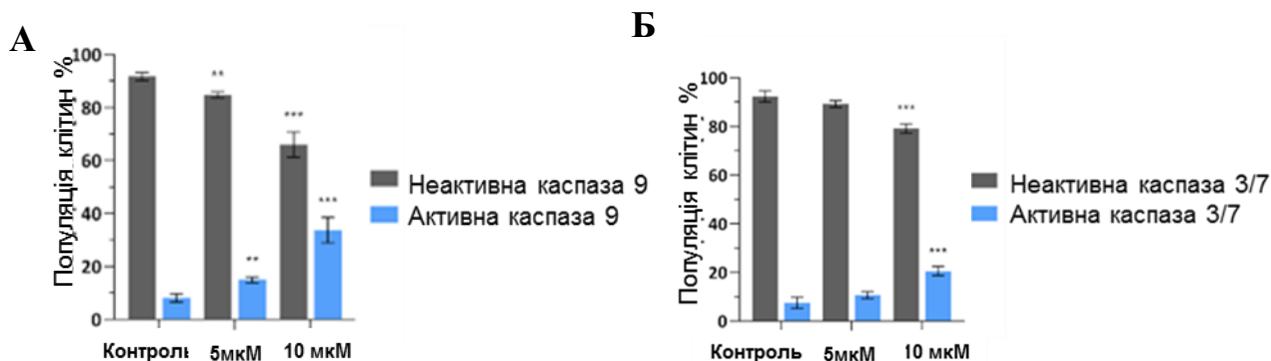 А
Популяція клітин %
100
80
60
40
20
0
**
***
**
***
Контроль 5мкМ 10 мкМ
Неактивна каспаза 9
Активна каспаза 9
Б
Популяція клітин %
100
80
60
40
20
0
***
***
Контроль 5мкМ 10 мкМ
Неактивна каспаза 3/7
Активна каспаза 3/7